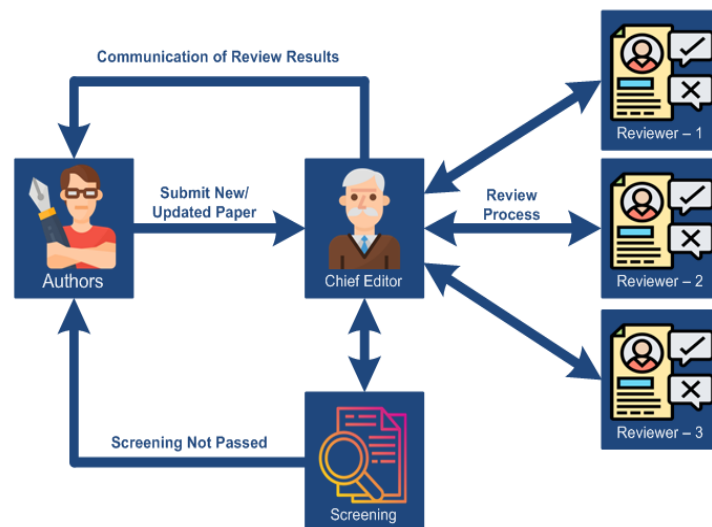 Communication of Review Results
Reviewer – 1
Submit New/
Updated Paper
Review
Process
Authors
Chief Editor
Reviewer – 2
Screening Not Passed
Reviewer – 3
Screening